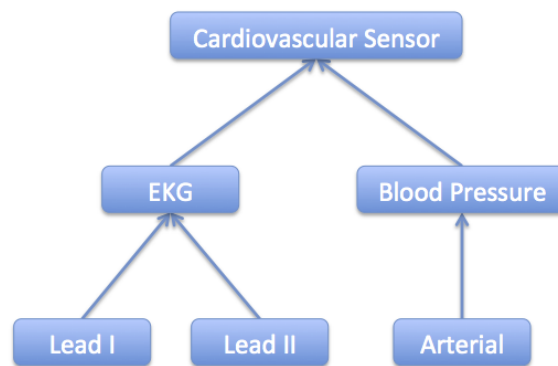 Cardiovascular Sensor
EKG
Blood Pressure
Lead I
Lead II
Arterial